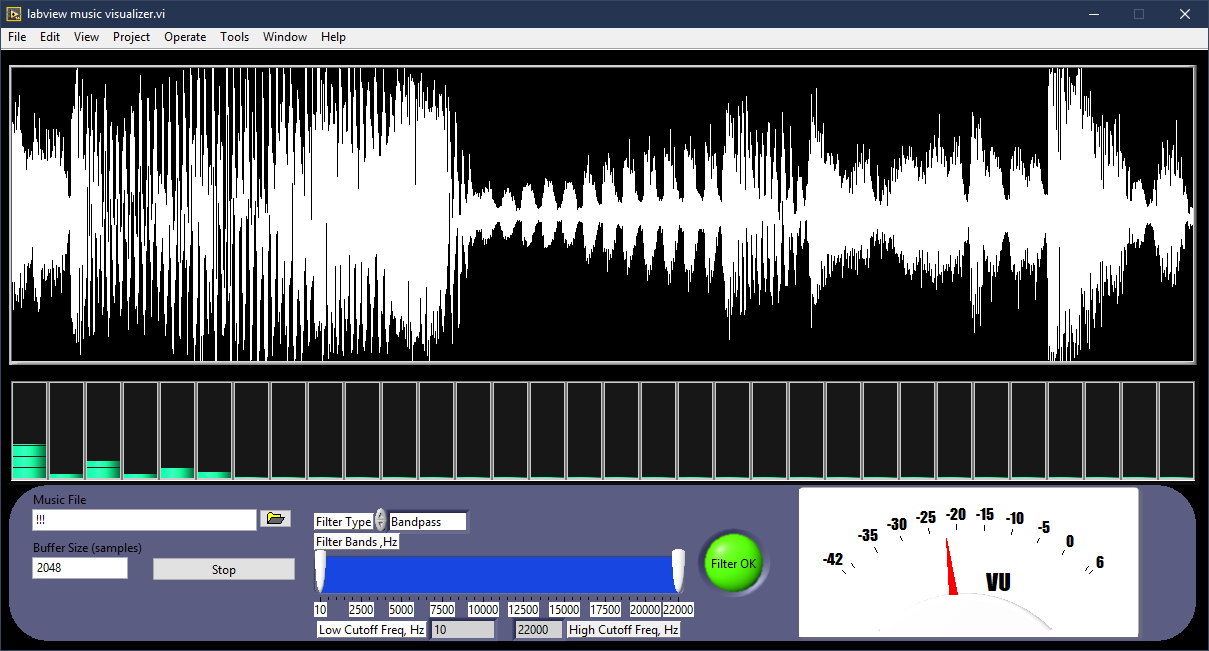 labview music visualizer.vi
File Edit View Project Operate Tools Window Help
Music File
!!!
Buffer Size (samples)
2048
Stop
Filter Type Bandpass
Filter Bands ,Hz
10 2500 5000 7500 10000 12500 15000 17500 20000 22000
Low Cutoff Freq, Hz 10 22000 High Cutoff Freq, Hz
Filter OK
-42 -35 -30 -25 -20 -15 -10 -5 0 6
VU